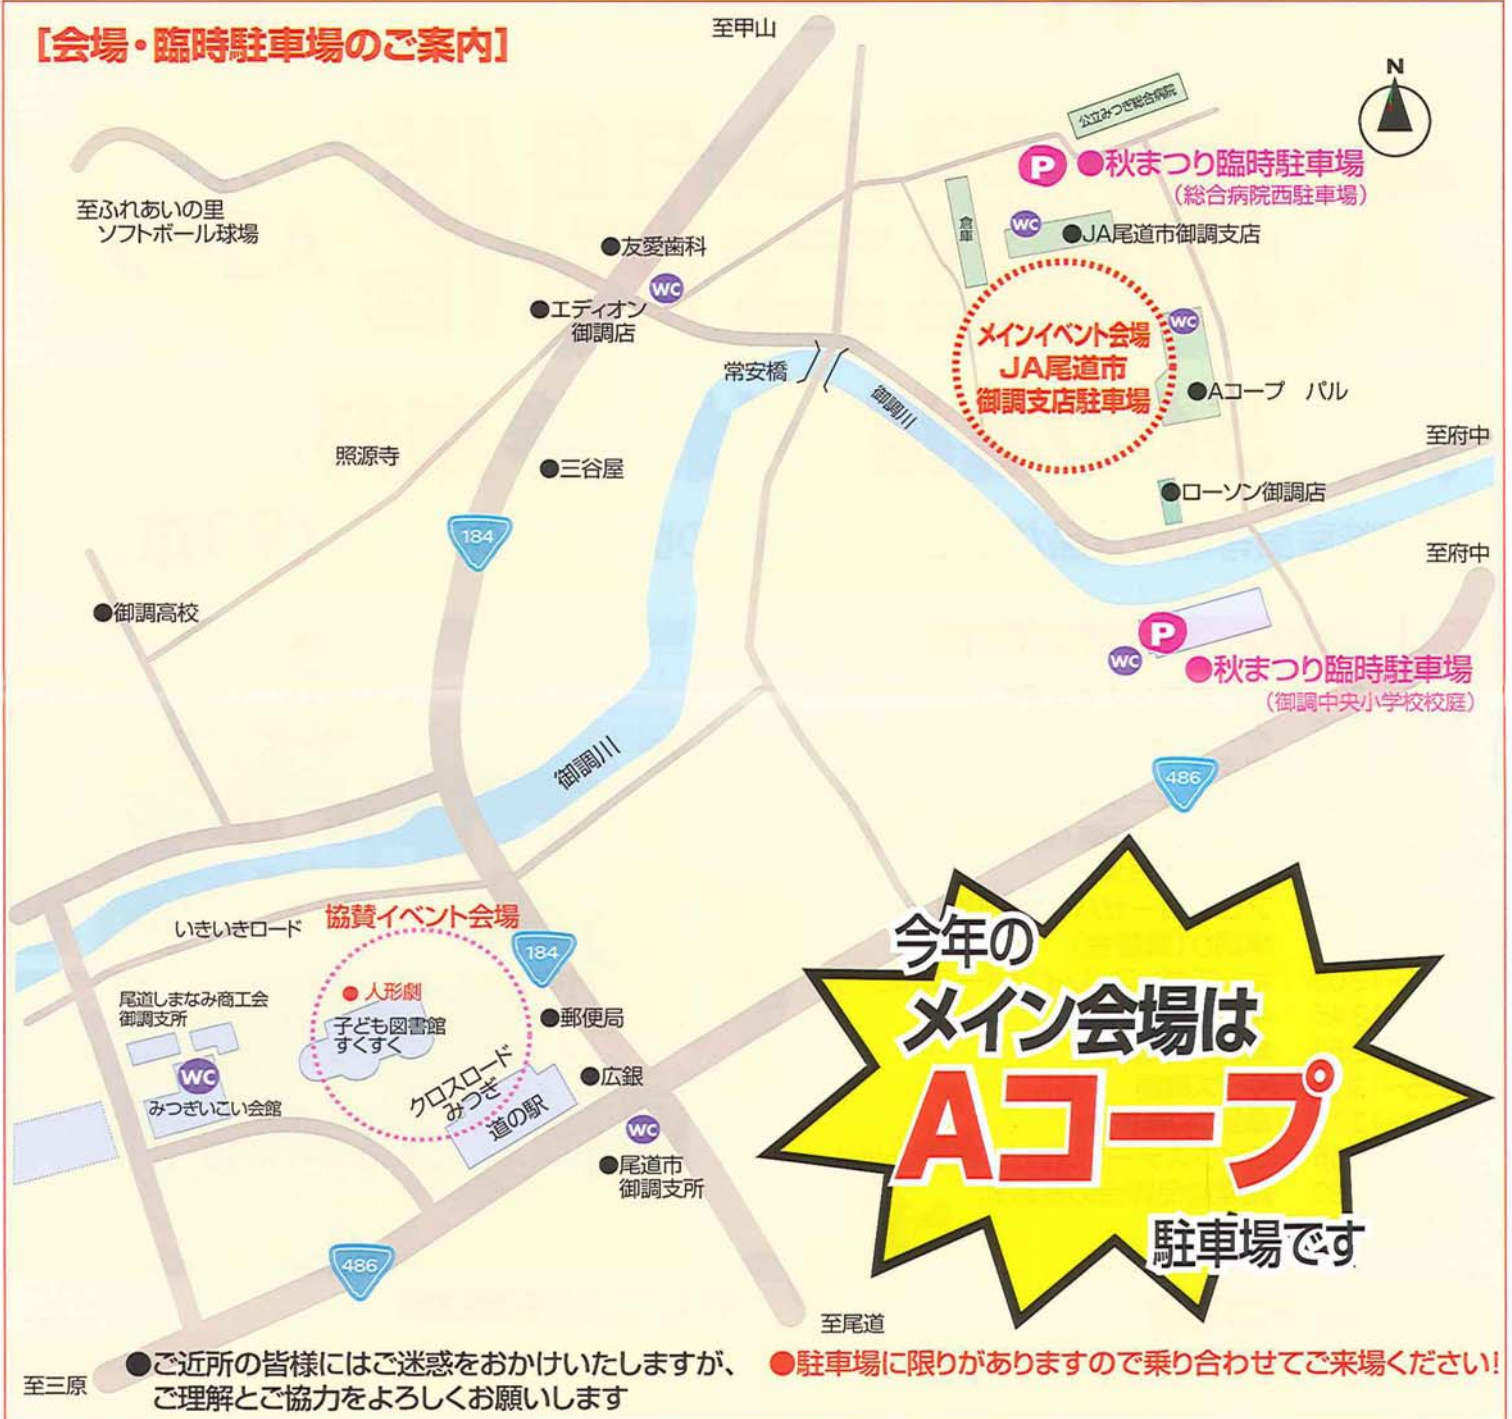 [会場・臨時駐車場のご案内]
至甲山
N
公立みつぎ総合病院
P
●秋まつり臨時駐車場
(総合病院西駐車場)
至ふれあいの里
ソフトボール球場
倉庫
WC
●JA尾道市御調支店
●友愛歯科
WC
●エディオン
御調店
メインイベント会場
JA尾道市
御調支店駐車場
WC
●Aコープ パル
常安橋
御調川
至府中
照源寺
●三谷屋
●ローソン御調店
184
至府中
●御調高校
P
WC
●秋まつり臨時駐車場
(御調中央小学校校庭)
御調川
486
いきいきロード
協賛イベント会場
184
尾道しまなみ商工会
御調支所
●人形劇
子ども図書館
すくすく
●郵便局
WC
みつぎいこい会館
クロスロード
みつぎ
道の駅
●広銀
WC
●尾道市
御調支所
486
今年の
メイン会場は
Aコープ
駐車場です
至尾道
至三原
●ご近所の皆様にはご迷惑をおかけいたしますが、
ご理解とご協力をよろしくお願いします
●駐車場に限りがありますので乗り合わせてご来場ください!